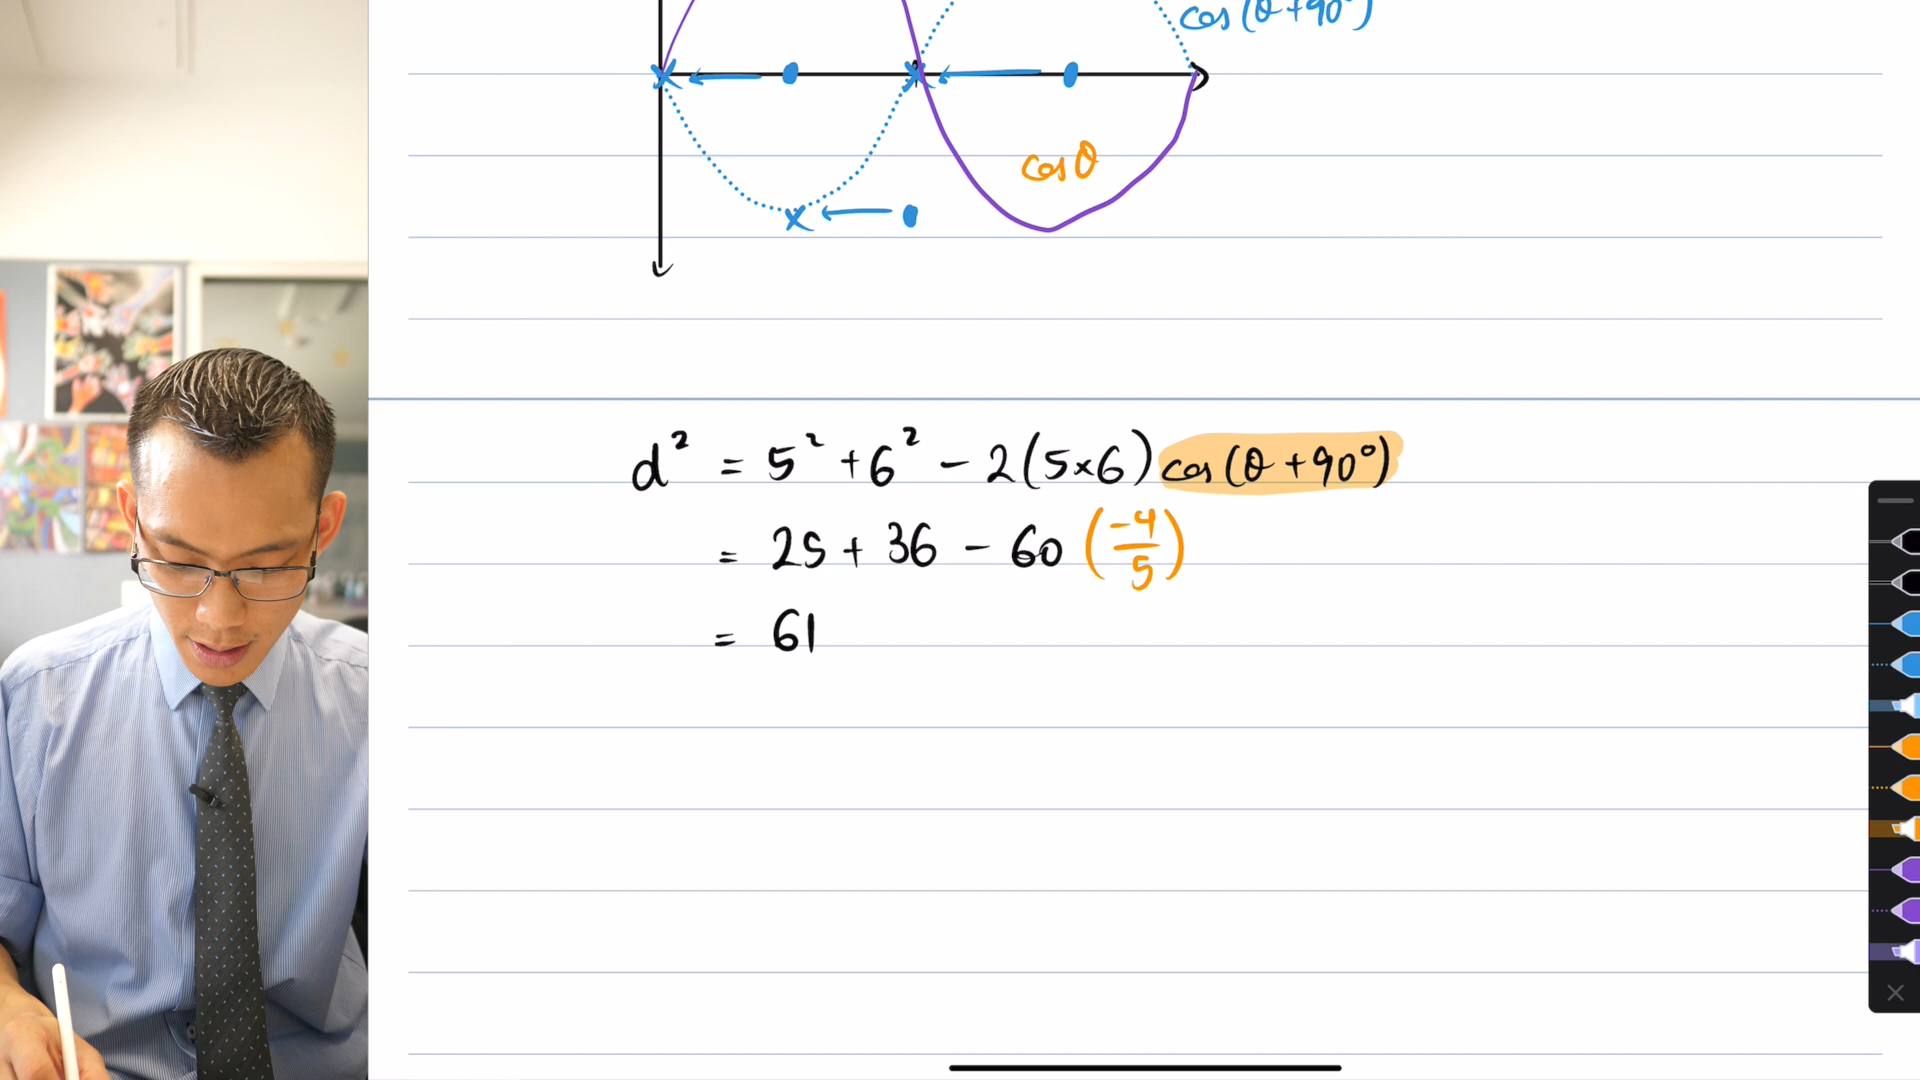 cos (θ+90°)
cos θ
d² = 5² + 6² − 2(5×6) cos (θ + 90°)
= 25 + 36 − 60 (−4/5)
= 61